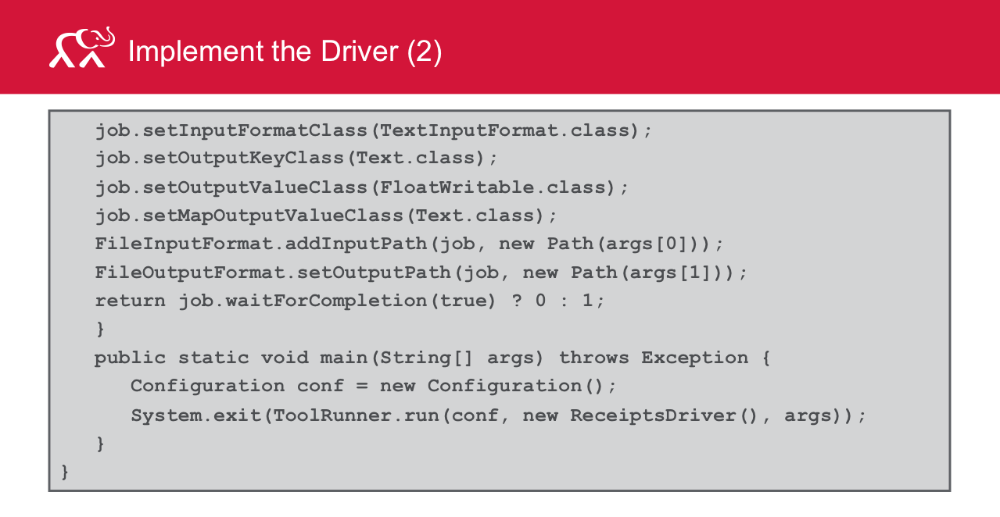 Implement the Driver (2)
job.setInputFormatClass(TextInputFormat.class);
job.setOutputKeyClass(Text.class);
job.setOutputValueClass(FloatWritable.class);
job.setMapOutputValueClass(Text.class);
FileInputFormat.addInputPath(job, new Path(args[0]));
FileOutputFormat.setOutputPath(job, new Path(args[1]));
return job.waitForCompletion(true) ? 0 : 1;
}
public static void main(String[] args) throws Exception {
Configuration conf = new Configuration();
System.exit(ToolRunner.run(conf, new ReceiptsDriver(), args));
}
}